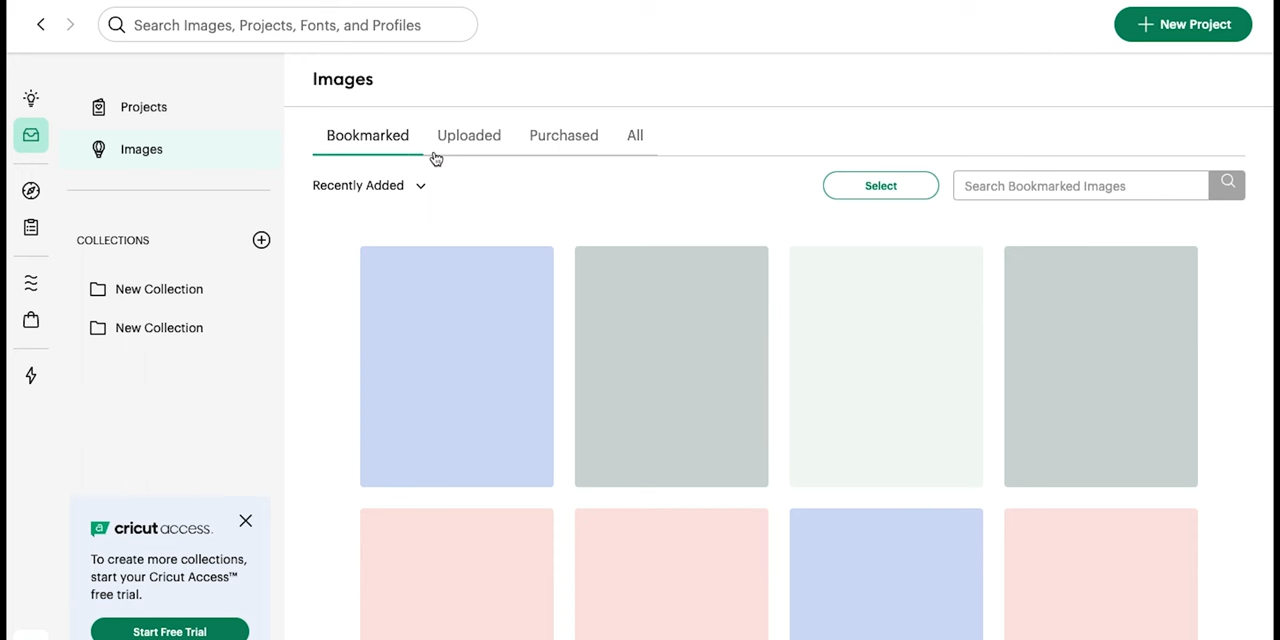 Search Images, Projects, Fonts, and Profiles
New Project
Projects
Images
COLLECTIONS
New Collection
New Collection
cricut access.
To create more collections,
start your Cricut Access™
free trial.
Start Free Trial
Images
Bookmarked Uploaded Purchased All
Recently Added
Select
Search Bookmarked Images